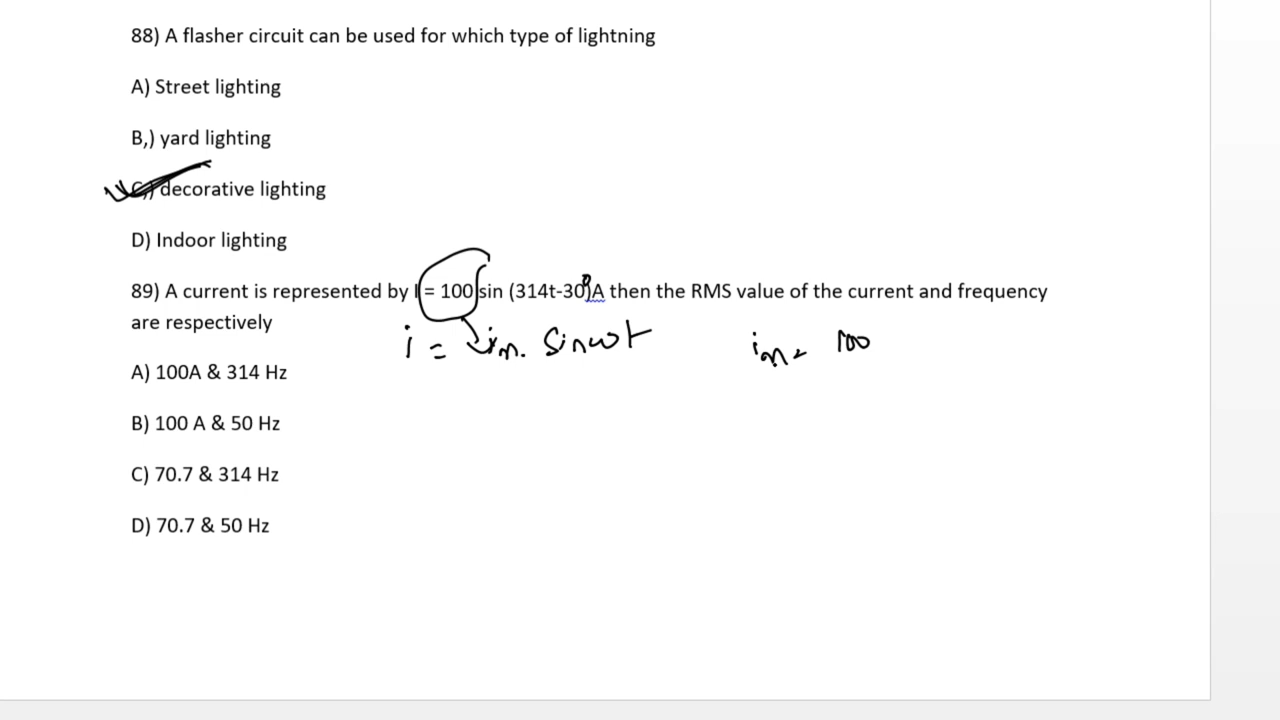 88) A flasher circuit can be used for which type of lightning
A) Street lighting
B,) yard lighting
C,) decorative lighting
D) Indoor lighting
89) A current is represented by I = 100 sin (314t-30°)A then the RMS value of the current and frequency
are respectively
i = im. Sinωt im = 100
A) 100A & 314 Hz
B) 100 A & 50 Hz
C) 70.7 & 314 Hz
D) 70.7 & 50 Hz